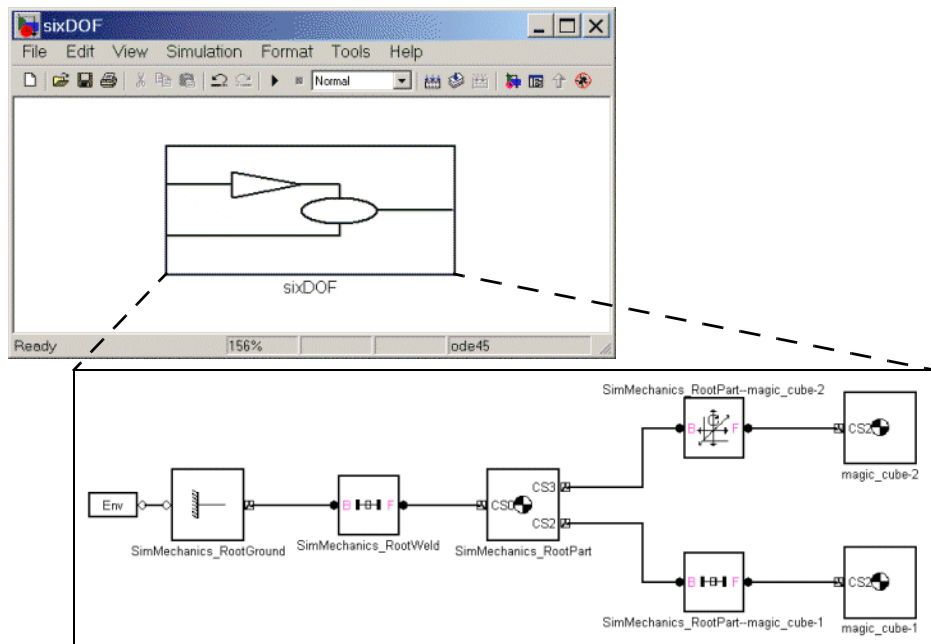 sixDOF
File Edit View Simulation Format Tools Help
Normal
sixDOF
Ready 156% ode45
SimMechanics_RootPart--magic_cube-2
B F
CS2
magic_cube-2
Env
SimMechanics_RootGround
B F
SimMechanics_RootWeld
CS0
CS3
CS2
SimMechanics_RootPart
B F
SimMechanics_RootPart--magic_cube-1
CS2
magic_cube-1